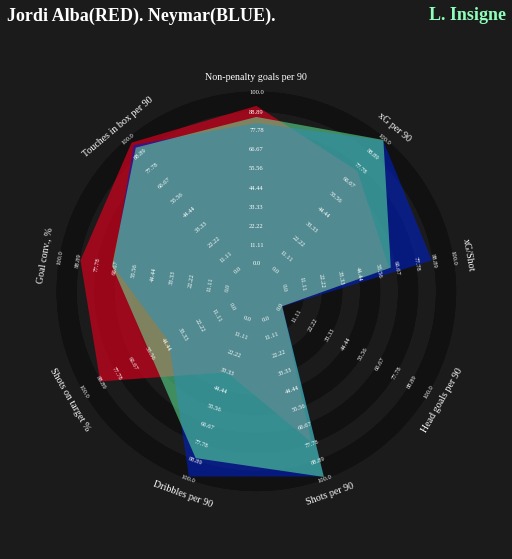 Jordi Alba(RED). Neymar(BLUE).
L. Insigne
Non-penalty goals per 90
Touches in box per 90
xG per 90
Goal conv., %
xG/Shot
Shots on target %
Head goals per 90
Dribbles per 90
Shots per 90
100.0
88.89
77.78
66.67
55.56
44.44
33.33
22.22
11.11
0.0